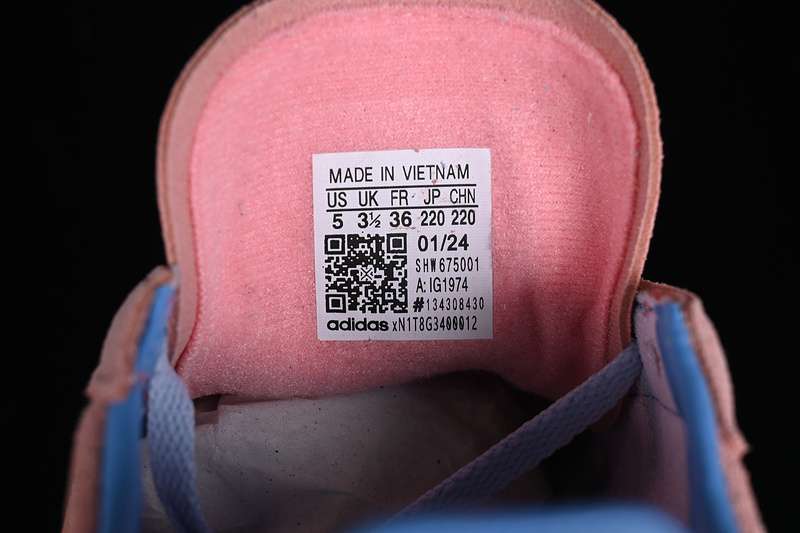 MADE IN VIETNAM
US UK FR JP CHN
5 3½ 36 220 220
01/24
SHW675001
A: IG1974
#134308430
adidas xN1T8G3400012